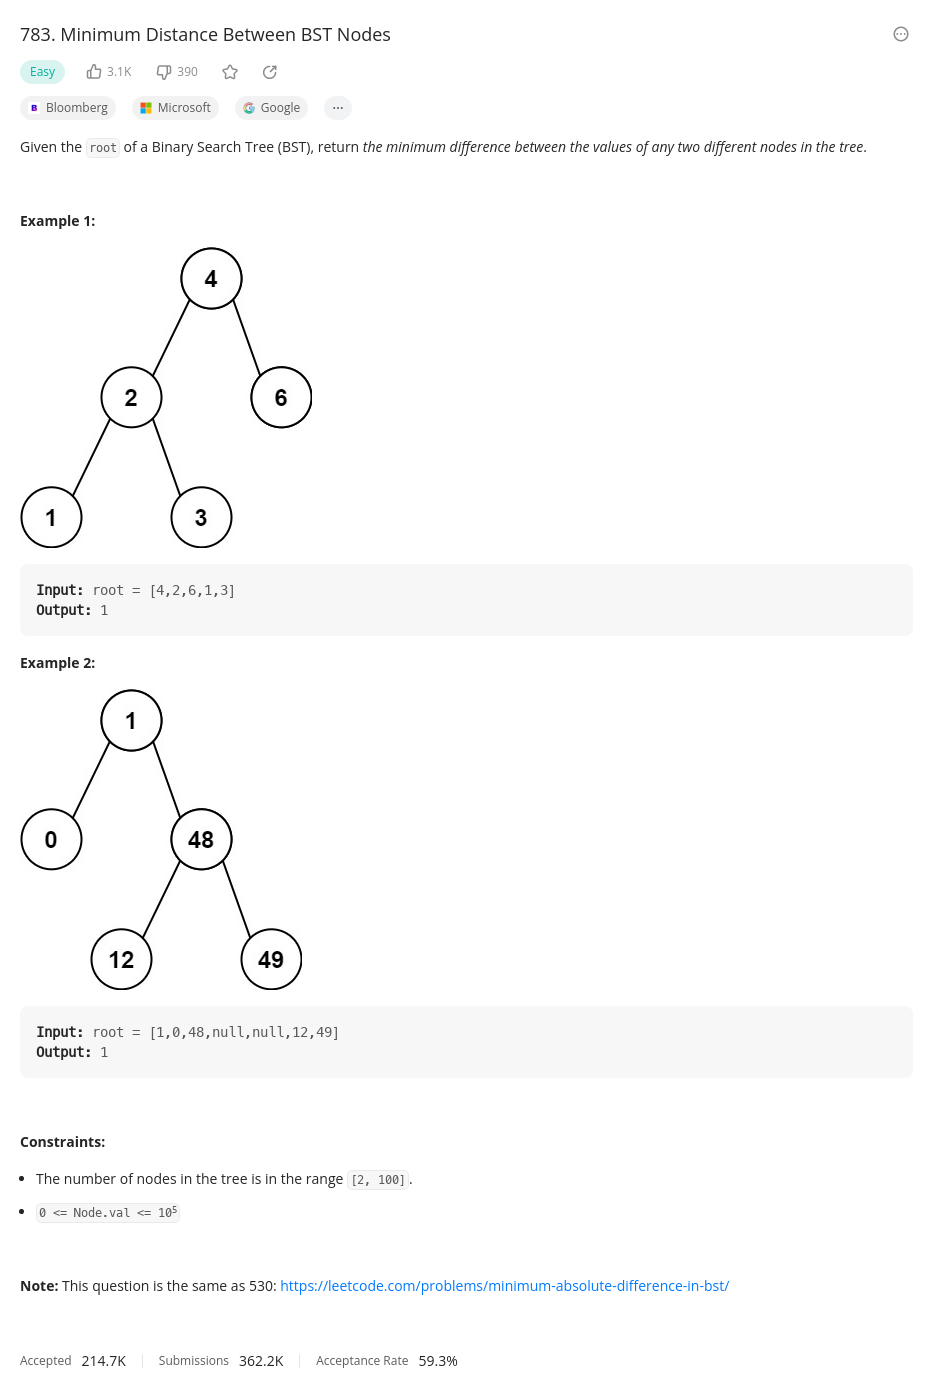 783. Minimum Distance Between BST Nodes
Easy 3.1K 390
B Bloomberg Microsoft Google ...
Given the root of a Binary Search Tree (BST), return the minimum difference between the values of any two different nodes in the tree.
Example 1:
4
2 6
1 3
Input: root = [4,2,6,1,3]
Output: 1
Example 2:
1
0 48
12 49
Input: root = [1,0,48,null,null,12,49]
Output: 1
Constraints:
• The number of nodes in the tree is in the range [2, 100].
• 0 <= Node.val <= 10⁵
Note: This question is the same as 530: https://leetcode.com/problems/minimum-absolute-difference-in-bst/
Accepted 214.7K Submissions 362.2K Acceptance Rate 59.3%